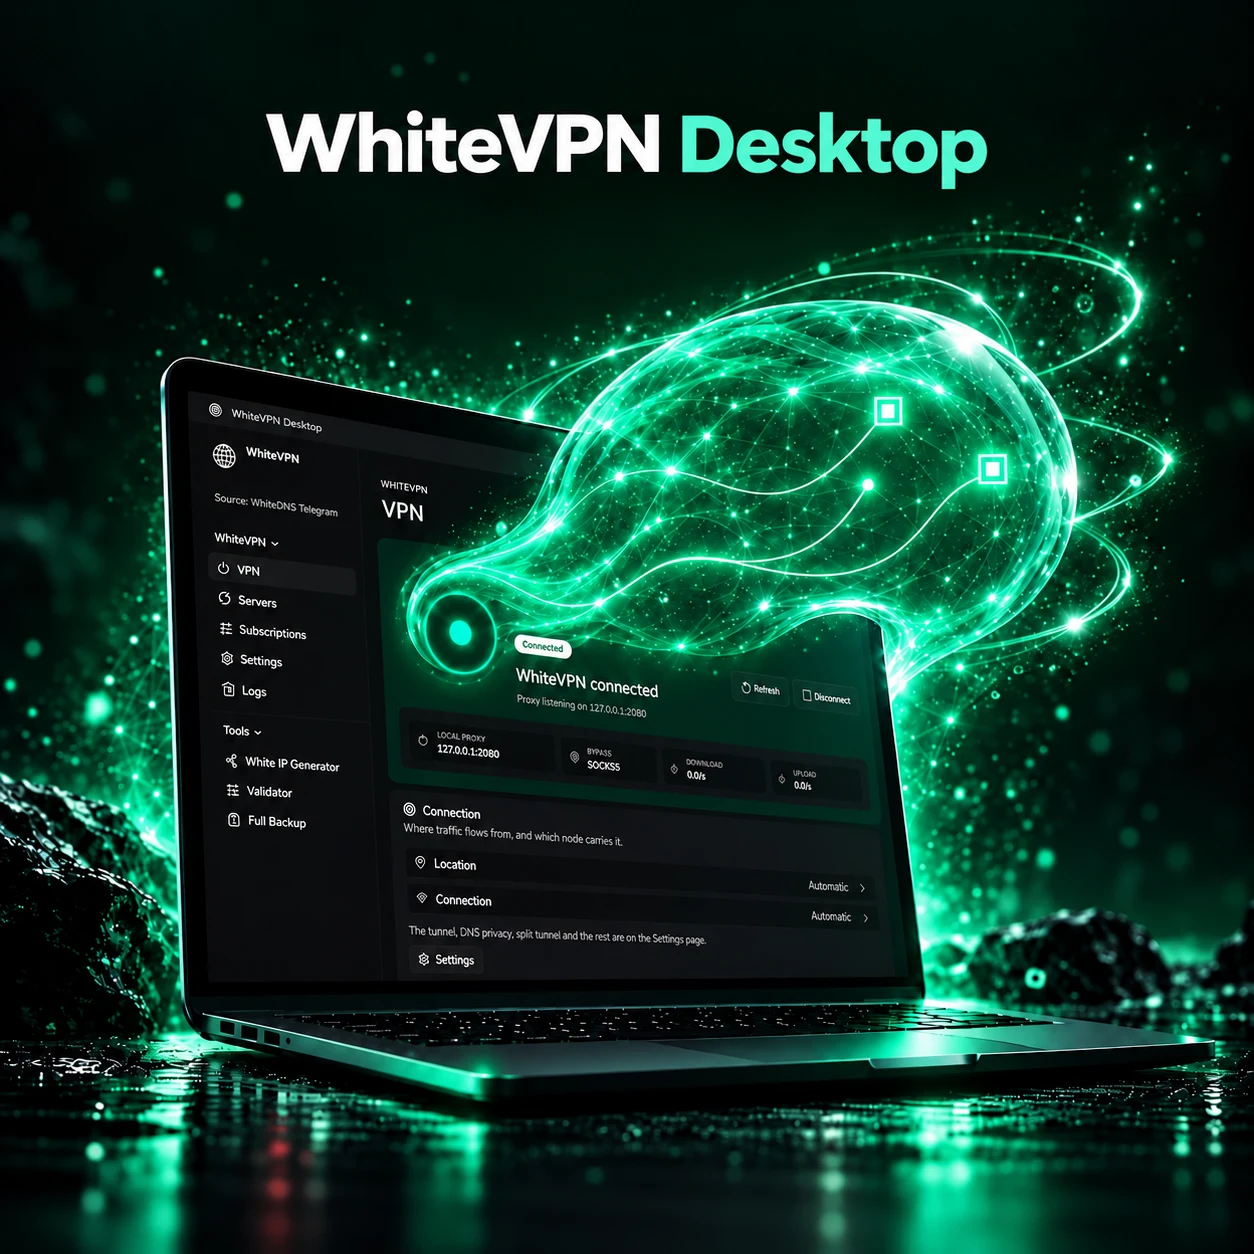 WhiteVPN Desktop
WhiteVPN Desktop
WhiteVPN
Source: WhiteDNS Telegram
WhiteVPN
VPN
Servers
Subscriptions
Settings
Logs
Tools
White IP Generator
Validator
Full Backup
WHITEVPN
VPN
Connected
WhiteVPN connected
Proxy listening on 127.0.0.1:2080
Refresh
Disconnect
LOCAL PROXY
127.0.0.1:2080
BYPASS
SOCKS5
DOWNLOAD
0.0/s
UPLOAD
0.0/s
Connection
Where traffic flows from, and which node carries it.
Location
Automatic
Connection
Automatic
The tunnel, DNS privacy, split tunnel and the rest are on the Settings page.
Settings